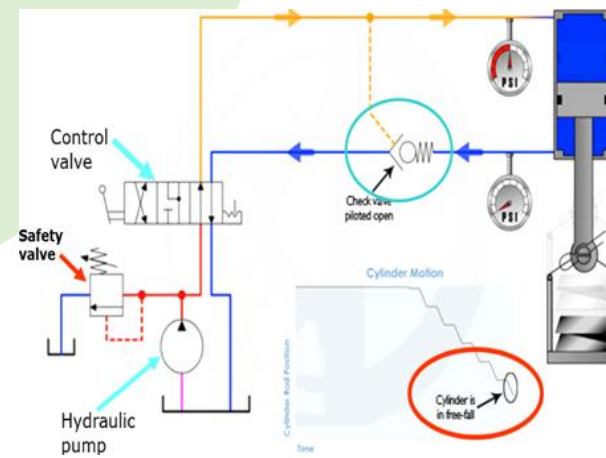 PSI
Control
valve
Check valve
piloted open
PSI
Safety
valve
Cylinder Motion
Cylinder Rod Position
Cylinder is
in free-fall
Hydraulic
pump
Time